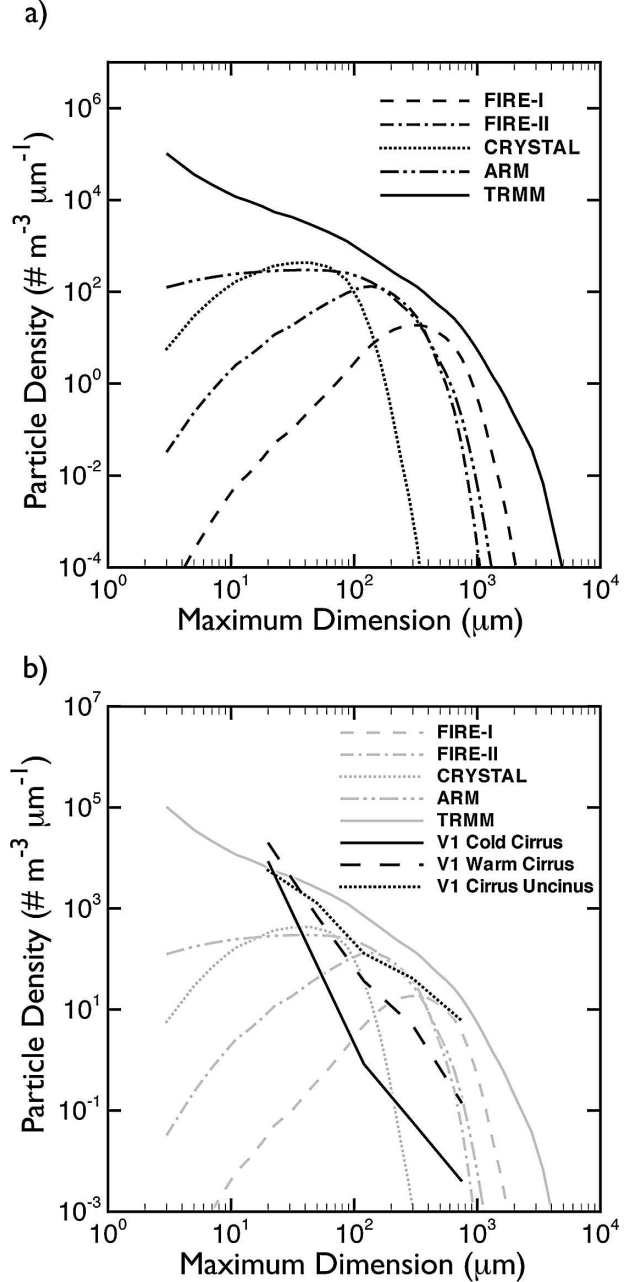 a)
10^6
10^4
10^2
10^0
10^-2
10^-4
Particle Density (# m^-3 μm^-1)
FIRE-I
FIRE-II
CRYSTAL
ARM
TRMM
10^0 10^1 10^2 10^3 10^4
Maximum Dimension (μm)
b)
10^7
10^5
10^3
10^1
10^-1
10^-3
Particle Density (# m^-3 μm^-1)
FIRE-I
FIRE-II
CRYSTAL
ARM
TRMM
V1 Cold Cirrus
V1 Warm Cirrus
V1 Cirrus Uncinus
10^0 10^1 10^2 10^3 10^4
Maximum Dimension (μm)